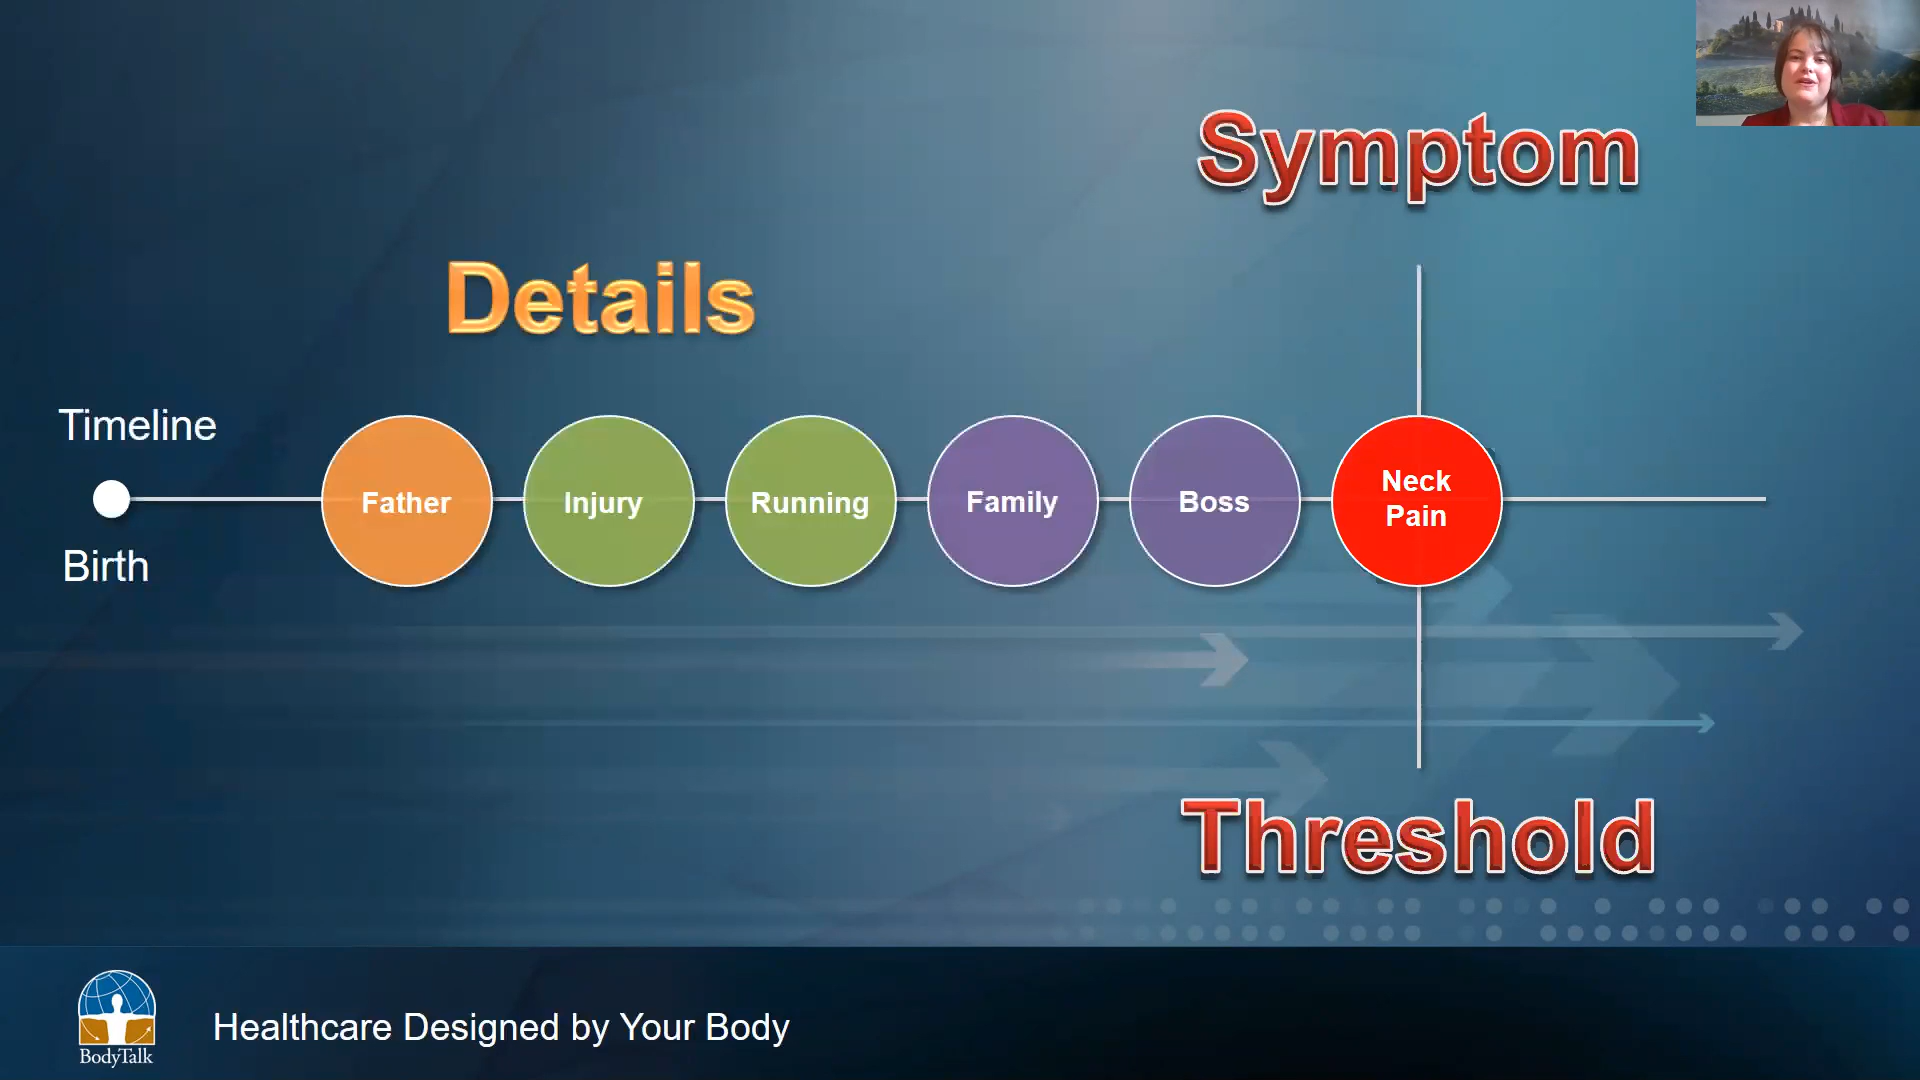 Symptom
Details
Timeline
Father
Injury
Running
Family
Boss
Neck
Pain
Birth
Threshold
BodyTalk
Healthcare Designed by Your Body